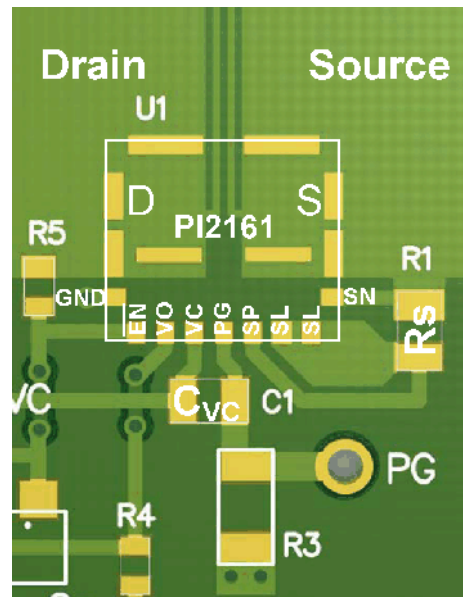 Drain Source
U1
D S
PI2161
R5
R1
GND
SN
EN VO VC PG SP SL SL
Rs
VC
CVC C1
PG
R4
R3